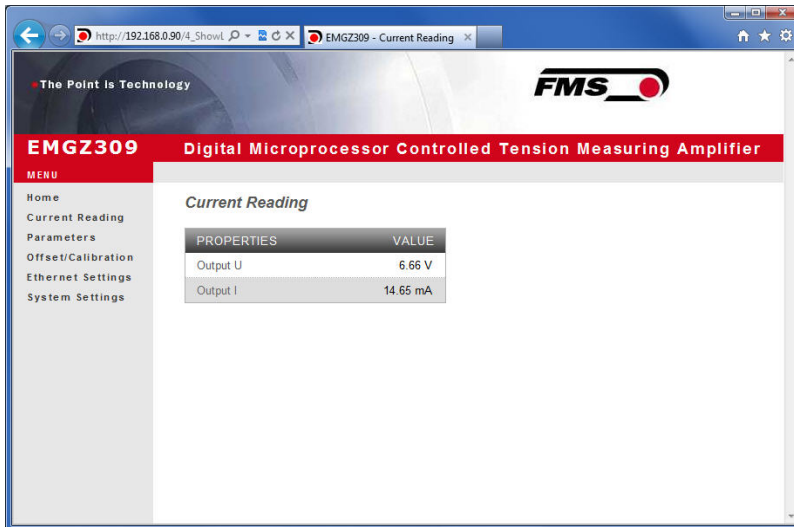 http://192.168.0.90/4_ShowL
EMGZ309 - Current Reading
The Point is Technology
FMS
EMGZ309
Digital Microprocessor Controlled Tension Measuring Amplifier
MENU
Home
Current Reading
Parameters
Offset/Calibration
Ethernet Settings
System Settings
Current Reading
PROPERTIES VALUE
Output U 6.66 V
Output I 14.65 mA